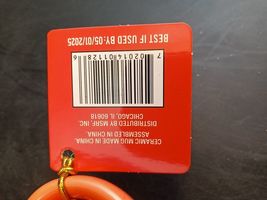 CERAMIC MUG MADE IN CHINA.
ASSEMBLED IN CHINA.
DISTRIBUTED BY MSRF, INC.
CHICAGO, IL 60618
7 02014 01128 6
BEST IF USED BY:05/01/2025